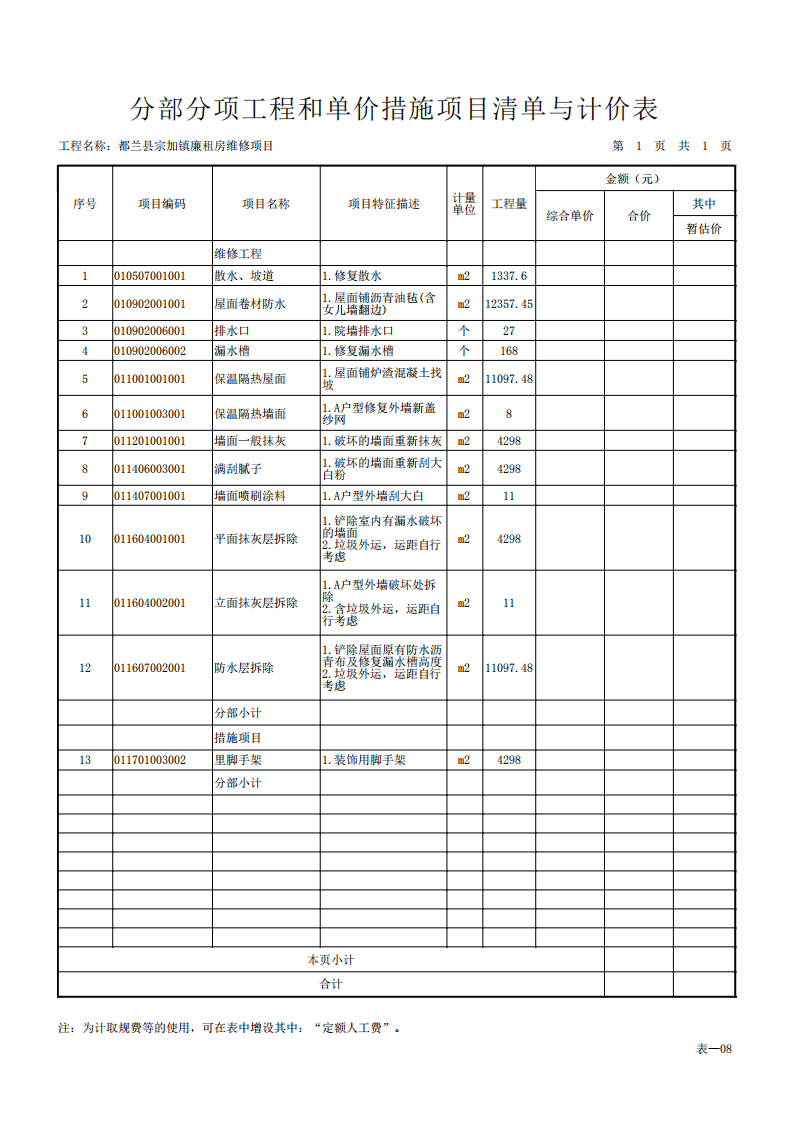 分部分项工程和单价措施项目清单与计价表
工程名称：都兰县宗加镇廉租房维修项目 第 1 页 共 1 页
序号 项目编码 项目名称 项目特征描述 计量单位 工程量 金额（元）
综合单价 合价 其中
暂估价
维修工程
1 010507001001 散水、坡道 1.修复散水 m2 1337.6
2 010902001001 屋面卷材防水 1.屋面铺沥青油毡(含
女儿墙翻边) m2 12357.45
3 010902006001 排水口 1.院墙排水口 个 27
4 010902006002 漏水槽 1.修复漏水槽 个 168
5 011001001001 保温隔热屋面 1.屋面铺炉渣混凝土找
坡 m2 11097.48
6 011001003001 保温隔热墙面 1.A户型修复外墙新盖
纱网 m2 8
7 011201001001 墙面一般抹灰 1.破坏的墙面重新抹灰 m2 4298
8 011406003001 满刮腻子 1.破坏的墙面重新刮大
白粉 m2 4298
9 011407001001 墙面喷刷涂料 1.A户型外墙刮大白 m2 11
10 011604001001 平面抹灰层拆除 1.铲除室内有漏水破坏
的墙面
2.垃圾外运，运距自行
考虑 m2 4298
11 011604002001 立面抹灰层拆除 1.A户型外墙破坏处拆
除
2.含垃圾外运，运距自
行考虑 m2 11
12 011607002001 防水层拆除 1.铲除屋面原有防水沥
青布及修复漏水槽高度
2.垃圾外运，运距自行
考虑 m2 11097.48
分部小计
措施项目
13 011701003002 里脚手架 1.装饰用脚手架 m2 4298
分部小计
本页小计
合计
注：为计取规费等的使用，可在表中增设其中：“定额人工费”。
表—08